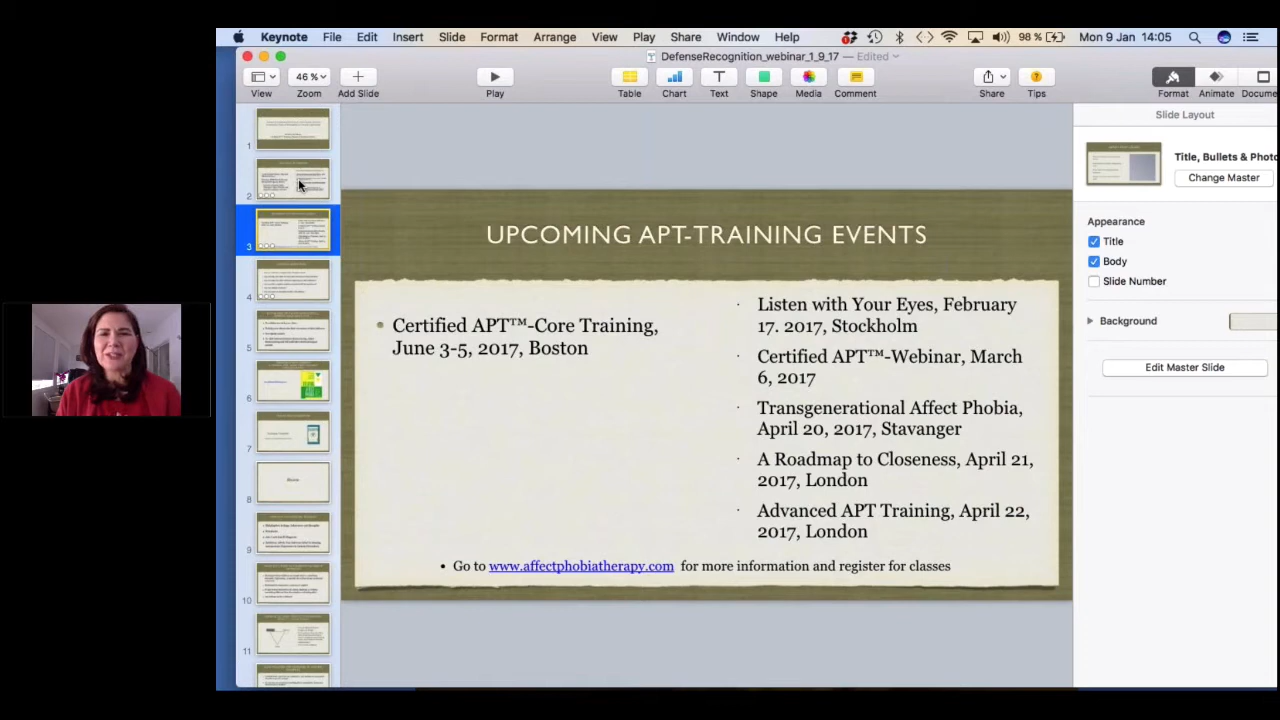 Keynote File Edit Insert Slide Format Arrange View Play Share Window Help 98 % Mon 9 Jan 14:05
DefenseRecognition_webinar_1_9_17 — Edited
46 %
View Zoom Add Slide Play Table Chart Text Shape Media Comment Share Tips Format Animate Docume
1
2
3
4
5
6
7
8
9
10
11
UPCOMING APT-TRAINING EVENTS
• Certified APT™-Core Training,
June 3-5, 2017, Boston
· Listen with Your Eyes, February
17. 2017, Stockholm
· Certified APT™-Webinar, March
6, 2017
· Transgenerational Affect Phobia,
April 20, 2017, Stavanger
· A Roadmap to Closeness, April 21,
2017, London
· Advanced APT Training, April 22,
2017, London
• Go to www.affectphobiatherapy.com for more information and register for classes
Slide Layout
Title, Bullets & Photo
Change Master
Appearance
Title
Body
Slide Number
Background
Edit Master Slide